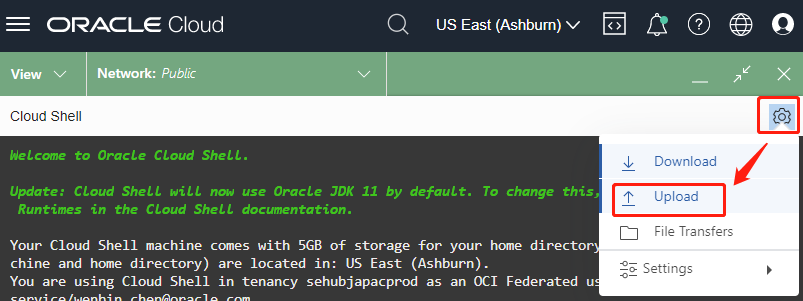 ORACLE Cloud
US East (Ashburn)
View
Network: Public
Cloud Shell
Welcome to Oracle Cloud Shell.
Update: Cloud Shell will now use Oracle JDK 11 by default. To change this,
Runtimes in the Cloud Shell documentation.
Your Cloud Shell machine comes with 5GB of storage for your home directory
chine and home directory) are located in: US East (Ashburn).
You are using Cloud Shell in tenancy sehubjapacprod as an OCI Federated us
service/wenbin.chen@oracle.com
Download
Upload
File Transfers
Settings